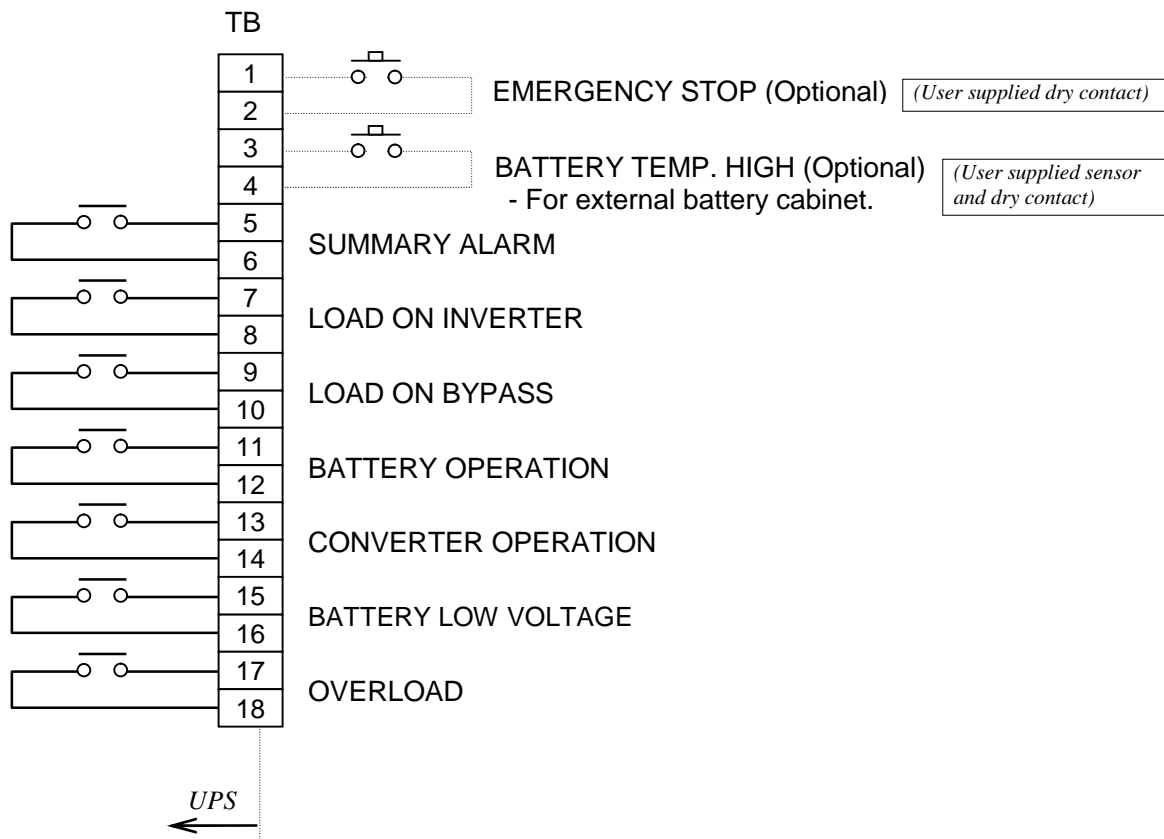 TB
1
2
EMERGENCY STOP (Optional)
(User supplied dry contact)
3
4
BATTERY TEMP. HIGH (Optional)
- For external battery cabinet.
(User supplied sensor
and dry contact)
5
6
SUMMARY ALARM
7
8
LOAD ON INVERTER
9
10
LOAD ON BYPASS
11
12
BATTERY OPERATION
13
14
CONVERTER OPERATION
15
16
BATTERY LOW VOLTAGE
17
18
OVERLOAD
UPS